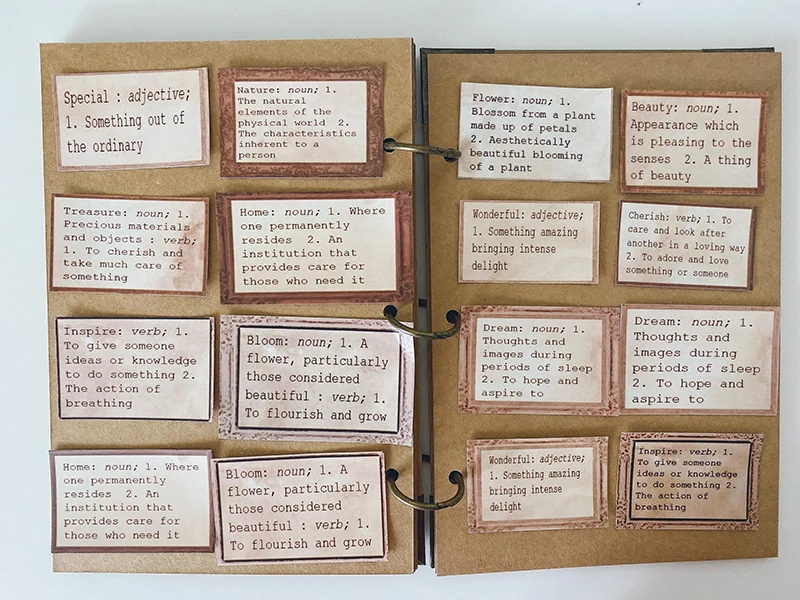 Special : adjective;
1. Something out of
the ordinary
Nature: noun; 1.
The natural
elements of the
physical world 2.
The characteristics
inherent to a
person
Treasure: noun; 1.
Precious materials
and objects : verb;
1. To cherish and
take much care of
something
Home: noun; 1. Where
one permanently
resides 2. An
institution that
provides care for
those who need it
Inspire: verb; 1.
To give someone
ideas or knowledge
to do something 2.
The action of
breathing
Bloom: noun; 1. A
flower, particularly
those considered
beautiful : verb; 1.
To flourish and grow
Home: noun; 1. Where
one permanently
resides 2. An
institution that
provides care for
those who need it
Bloom: noun; 1. A
flower, particularly
those considered
beautiful : verb; 1.
To flourish and grow
Flower: noun; 1.
Blossom from a plant
made up of petals
2. Aesthetically
beautiful blooming
of a plant
Beauty: noun; 1.
Appearance which
is pleasing to the
senses 2. A thing
of beauty
Wonderful: adjective;
1. Something amazing
bringing intense
delight
Cherish: verb; 1. To
care and look after
another in a loving way
2. To adore and love
something or someone
Dream: noun; 1.
Thoughts and
images during
periods of sleep
2. To hope and
aspire to
Dream: noun; 1.
Thoughts and
images during
periods of sleep
2. To hope and
aspire to
Wonderful: adjective;
1. Something amazing
bringing intense
delight
Inspire: verb; 1.
To give someone
ideas or knowledge
to do something 2.
The action of
breathing